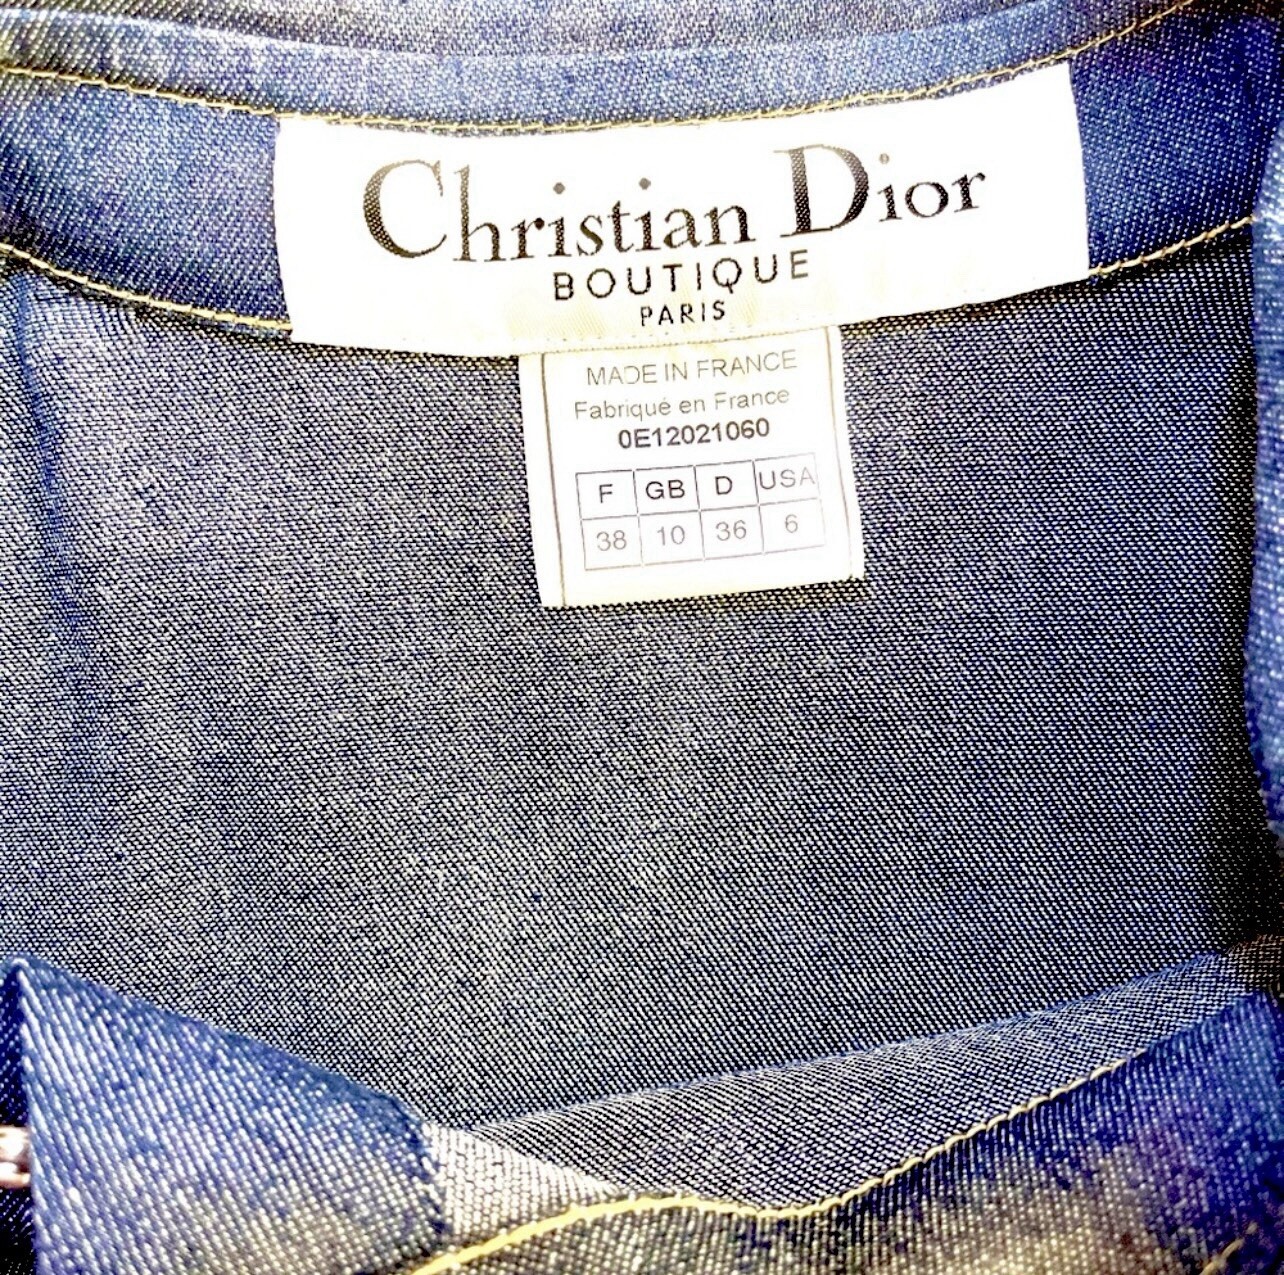 Christian Dior
BOUTIQUE
PARIS
MADE IN FRANCE
Fabriqué en France
0E12021060
F GB D USA
38 10 36 6